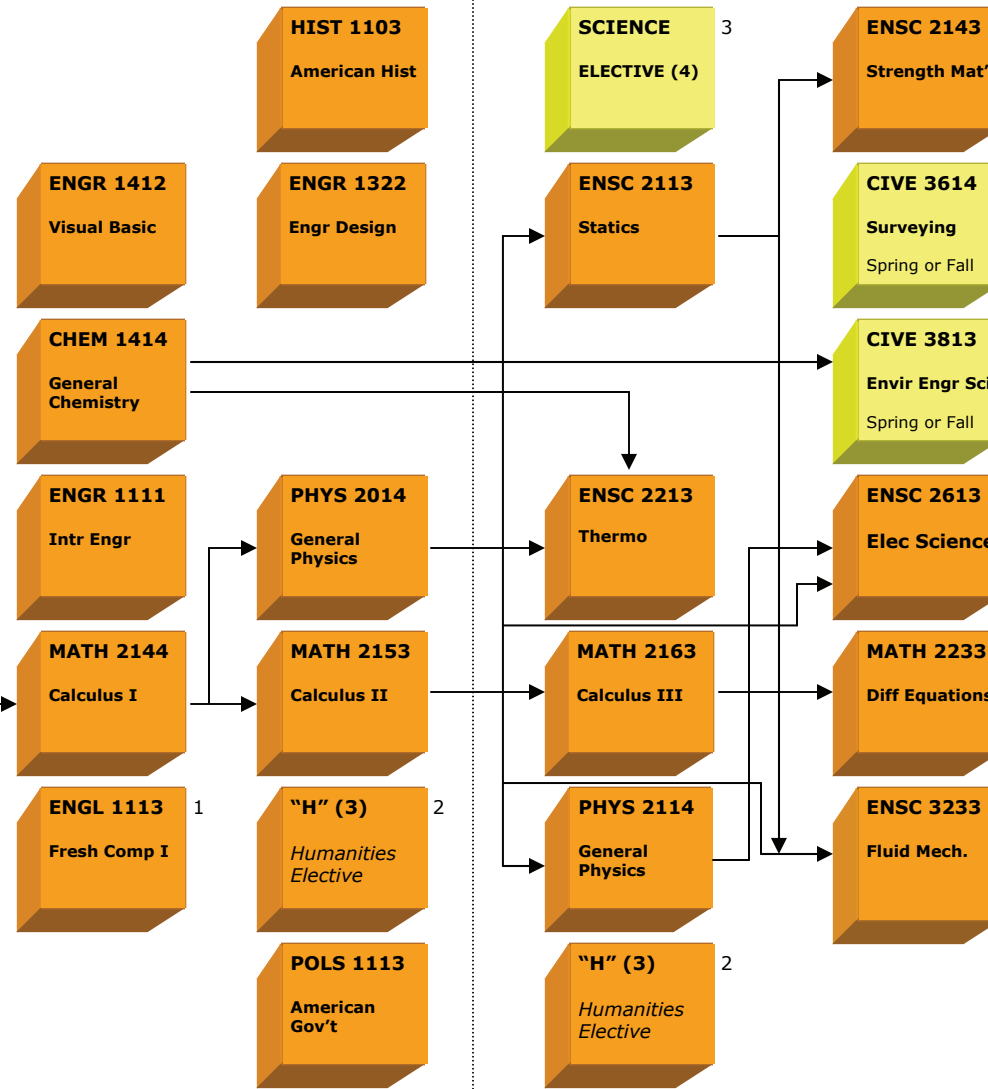 HIST 1103
American Hist
SCIENCE
3
ELECTIVE (4)
ENSC 2143
Strength Mat'
ENGR 1412
Visual Basic
ENGR 1322
Engr Design
ENSC 2113
Statics
CIVE 3614
Surveying
Spring or Fall
CHEM 1414
General
Chemistry
CIVE 3813
Envir Engr Sci
Spring or Fall
ENGR 1111
Intr Engr
PHYS 2014
General
Physics
ENSC 2213
Thermo
ENSC 2613
Elec Science
MATH 2144
Calculus I
MATH 2153
Calculus II
MATH 2163
Calculus III
MATH 2233
Diff Equations
ENGL 1113
1
Fresh Comp I
“H” (3)
2
Humanities
Elective
PHYS 2114
General
Physics
ENSC 3233
Fluid Mech.
POLS 1113
American
Gov't
“H” (3)
2
Humanities
Elective